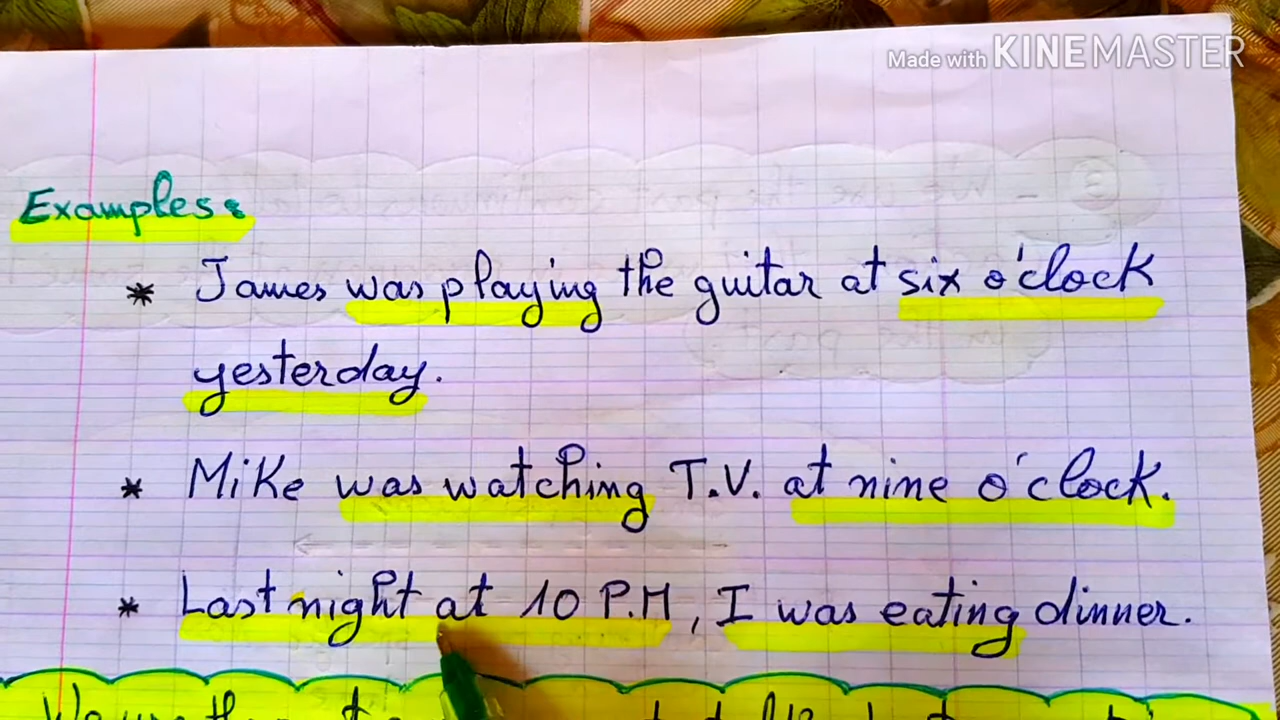 Made with KINEMASTER
Examples:
* James was playing the guitar at six o'clock
yesterday.
* Mike was watching T.V. at nine o'clock.
* Last night at 10 P.M, I was eating dinner.